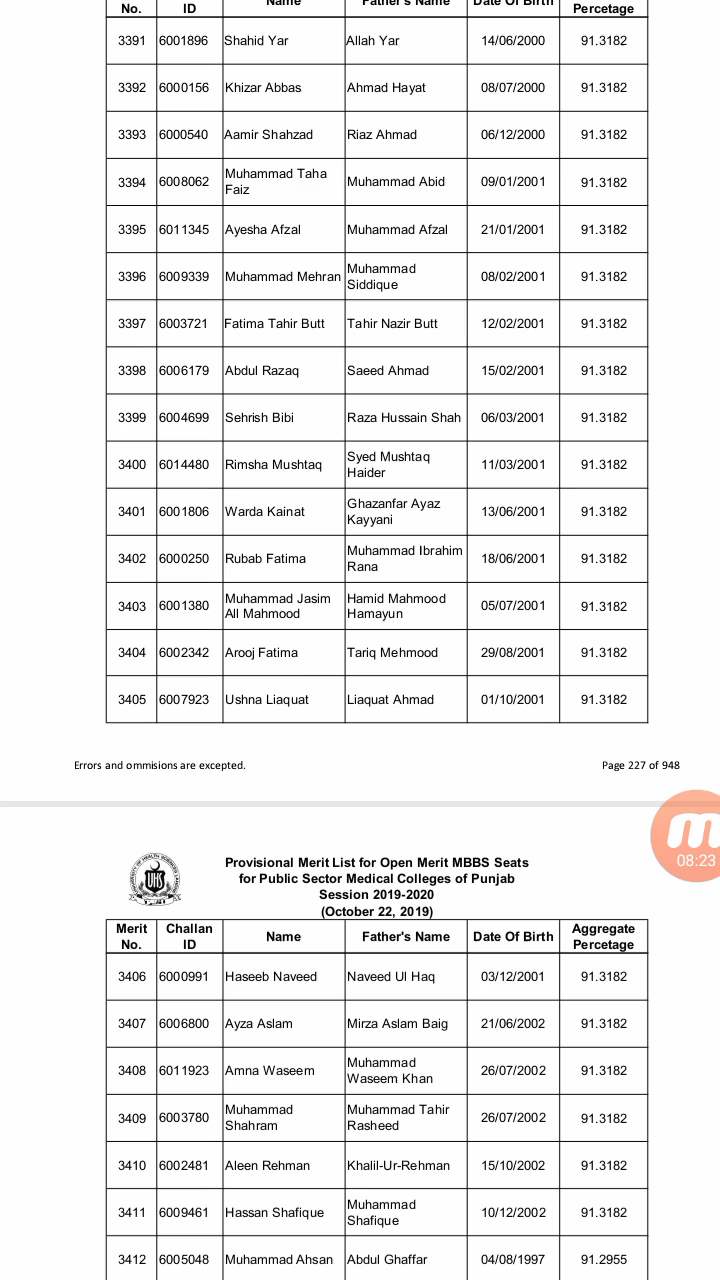 No. ID Name Father's Name Date Of Birth Percetage
3391 6001896 Shahid Yar Allah Yar 14/06/2000 91.3182
3392 6000156 Khizar Abbas Ahmad Hayat 08/07/2000 91.3182
3393 6000540 Aamir Shahzad Riaz Ahmad 06/12/2000 91.3182
3394 6008062 Muhammad Taha Faiz Muhammad Abid 09/01/2001 91.3182
3395 6011345 Ayesha Afzal Muhammad Afzal 21/01/2001 91.3182
3396 6009339 Muhammad Mehran Muhammad Siddique 08/02/2001 91.3182
3397 6003721 Fatima Tahir Butt Tahir Nazir Butt 12/02/2001 91.3182
3398 6006179 Abdul Razaq Saeed Ahmad 15/02/2001 91.3182
3399 6004699 Sehrish Bibi Raza Hussain Shah 06/03/2001 91.3182
3400 6014480 Rimsha Mushtaq Syed Mushtaq Haider 11/03/2001 91.3182
3401 6001806 Warda Kainat Ghazanfar Ayaz Kayyani 13/06/2001 91.3182
3402 6000250 Rubab Fatima Muhammad Ibrahim Rana 18/06/2001 91.3182
3403 6001380 Muhammad Jasim All Mahmood Hamid Mahmood Hamayun 05/07/2001 91.3182
3404 6002342 Arooj Fatima Tariq Mehmood 29/08/2001 91.3182
3405 6007923 Ushna Liaquat Liaquat Ahmad 01/10/2001 91.3182
Errors and ommisions are excepted. Page 227 of 948
08:23
UHS
Provisional Merit List for Open Merit MBBS Seats
for Public Sector Medical Colleges of Punjab
Session 2019-2020
(October 22, 2019)
Merit No. Challan ID Name Father's Name Date Of Birth Aggregate Percetage
3406 6000991 Haseeb Naveed Naveed Ul Haq 03/12/2001 91.3182
3407 6006800 Ayza Aslam Mirza Aslam Baig 21/06/2002 91.3182
3408 6011923 Amna Waseem Muhammad Waseem Khan 26/07/2002 91.3182
3409 6003780 Muhammad Shahram Muhammad Tahir Rasheed 26/07/2002 91.3182
3410 6002481 Aleen Rehman Khalil-Ur-Rehman 15/10/2002 91.3182
3411 6009461 Hassan Shafique Muhammad Shafique 10/12/2002 91.3182
3412 6005048 Muhammad Ahsan Abdul Ghaffar 04/08/1997 91.2955